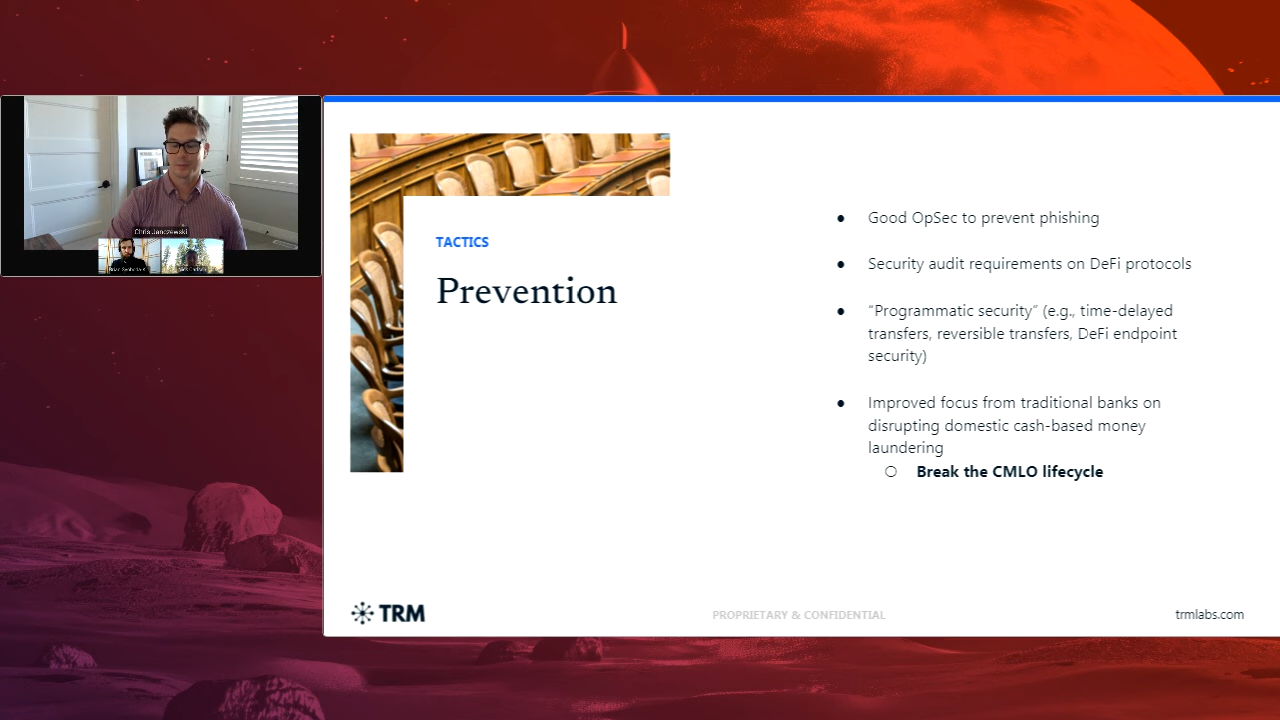 Chris Janczewski
TACTICS
Prevention
● Good OpSec to prevent phishing
● Security audit requirements on DeFi protocols
● “Programmatic security” (e.g., time-delayed
transfers, reversible transfers, DeFi endpoint
security)
● Improved focus from traditional banks on
disrupting domestic cash-based money
laundering
○ Break the CMLO lifecycle
TRM
PROPRIETARY & CONFIDENTIAL
trmlabs.com